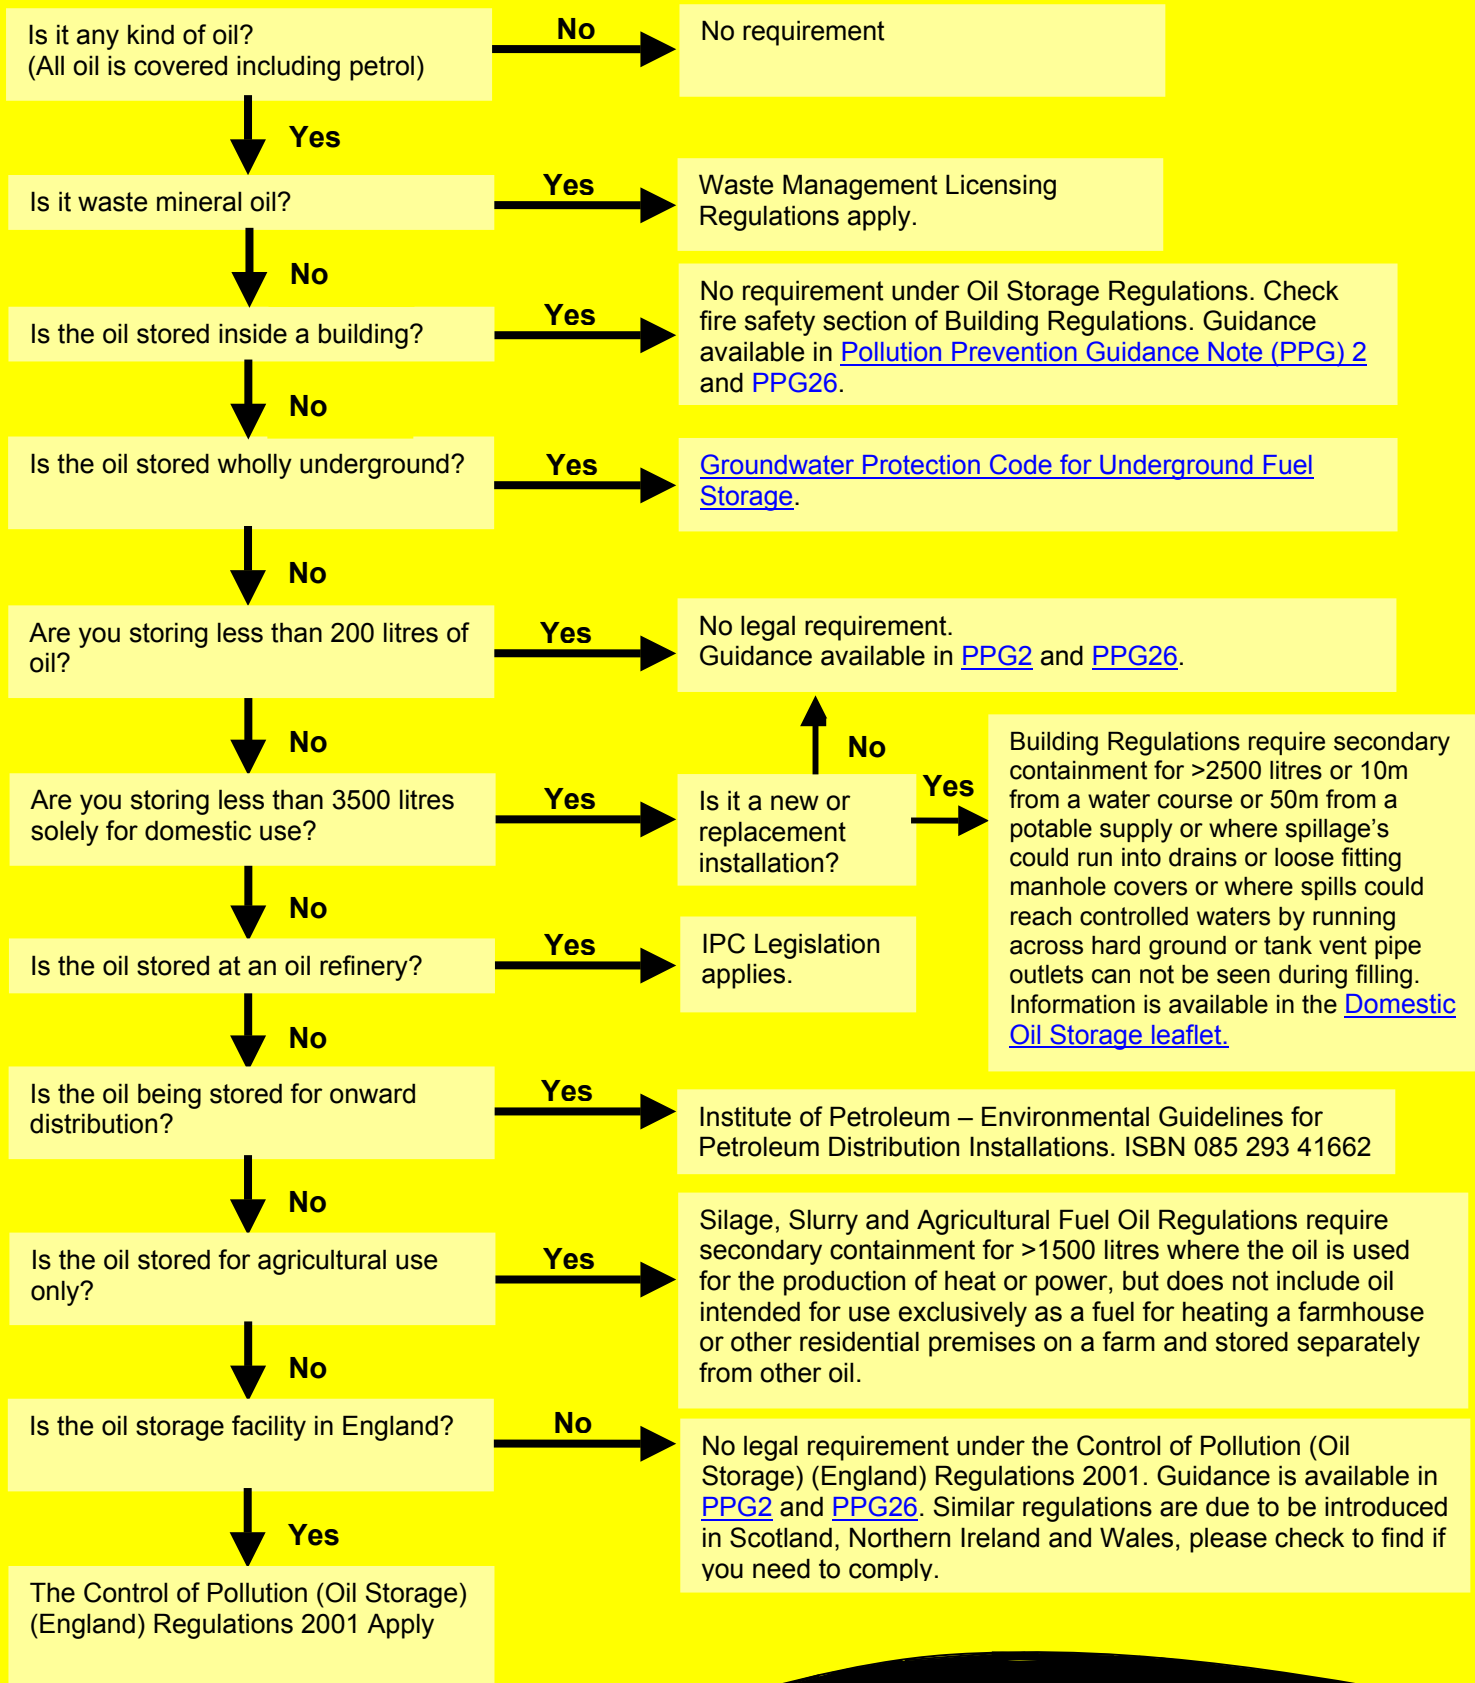 Is it any kind of oil?
(All oil is covered including petrol)
No
No requirement
Yes
Is it waste mineral oil?
Yes
Waste Management Licensing
Regulations apply.
No
Is the oil stored inside a building?
Yes
No requirement under Oil Storage Regulations. Check
fire safety section of Building Regulations. Guidance
available in Pollution Prevention Guidance Note (PPG) 2
and PPG26.
No
Is the oil stored wholly underground?
Yes
Groundwater Protection Code for Underground Fuel
Storage.
No
Are you storing less than 200 litres of
oil?
Yes
No legal requirement.
Guidance available in PPG2 and PPG26.
No
Are you storing less than 3500 litres
solely for domestic use?
Yes
Is it a new or
replacement
installation?
No
Yes
Building Regulations require secondary
containment for >2500 litres or 10m
from a water course or 50m from a
potable supply or where spillage's
could run into drains or loose fitting
manhole covers or where spills could
reach controlled waters by running
across hard ground or tank vent pipe
outlets can not be seen during filling.
Information is available in the Domestic
Oil Storage leaflet.
No
Is the oil stored at an oil refinery?
Yes
IPC Legislation
applies.
No
Is the oil being stored for onward
distribution?
Yes
Institute of Petroleum – Environmental Guidelines for
Petroleum Distribution Installations. ISBN 085 293 41662
No
Is the oil stored for agricultural use
only?
Yes
Silage, Slurry and Agricultural Fuel Oil Regulations require
secondary containment for >1500 litres where the oil is used
for the production of heat or power, but does not include oil
intended for use exclusively as a fuel for heating a farmhouse
or other residential premises on a farm and stored separately
from other oil.
No
Is the oil storage facility in England?
No
No legal requirement under the Control of Pollution (Oil
Storage) (England) Regulations 2001. Guidance is available in
PPG2 and PPG26. Similar regulations are due to be introduced
in Scotland, Northern Ireland and Wales, please check to find if
you need to comply.
Yes
The Control of Pollution (Oil Storage)
(England) Regulations 2001 Apply